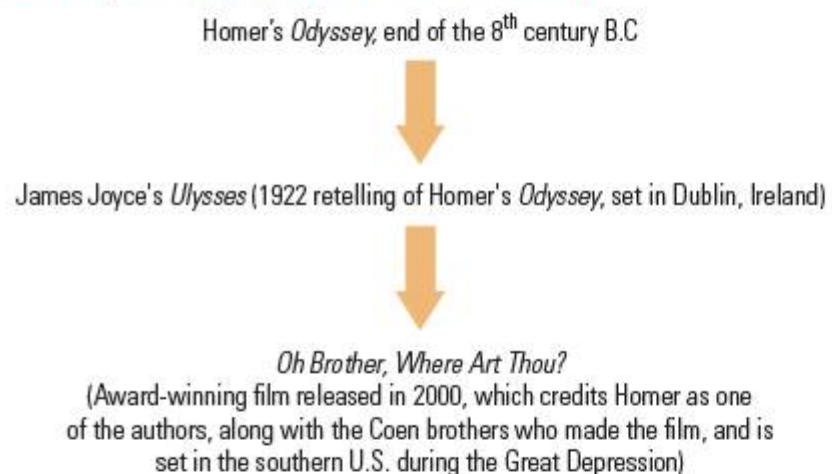 Homer's Odyssey, end of the 8th century B.C
James Joyce's Ulysses (1922 retelling of Homer's Odyssey, set in Dublin, Ireland)
Oh Brother, Where Art Thou?
(Award-winning film released in 2000, which credits Homer as one
of the authors, along with the Coen brothers who made the film, and is
set in the southern U.S. during the Great Depression)